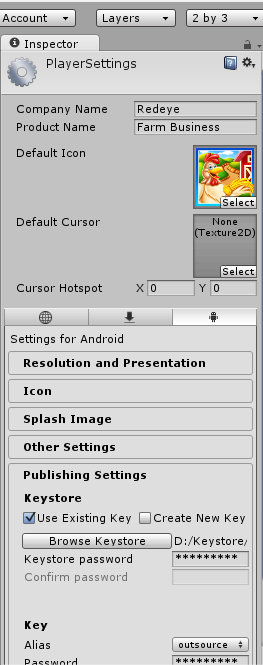 Account Layers 2 by 3
Inspector
PlayerSettings
Company Name Redeye
Product Name Farm Business
Default Icon
Select
Default Cursor
None
(Texture2D)
Select
Cursor Hotspot X 0 Y 0
Settings for Android
Resolution and Presentation
Icon
Splash Image
Other Settings
Publishing Settings
Keystore
Use Existing Key Create New Key
Browse Keystore D:/Keystore/
Keystore password *********
Confirm password
Key
Alias outsource
Password *********